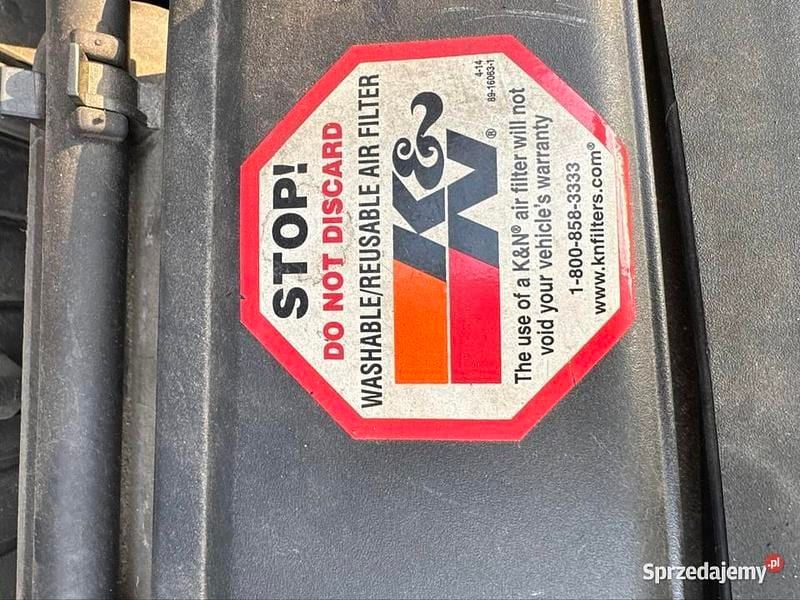 STOP!
DO NOT DISCARD
WASHABLE/REUSABLE AIR FILTER
K&N®
The use of a K&N® air filter will not
void your vehicle's warranty
1-800-858-3333
www.knfilters.com®
4-14
89-16063-1
Sprzedajemy.pl